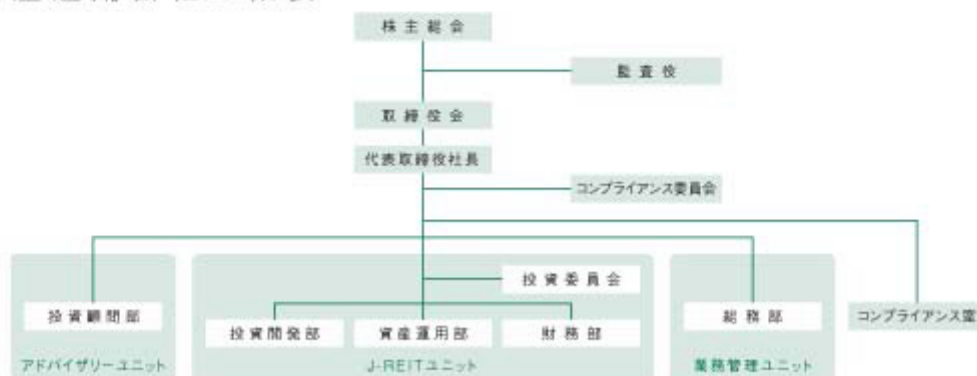 株主総会
監査役
取締役会
代表取締役社長
コンプライアンス委員会
投資委員会
投資顧問部
投資開発部
資産運用部
財務部
総務部
コンプライアンス室
アドバイザリーユニット
J-REITユニット
業務管理ユニット